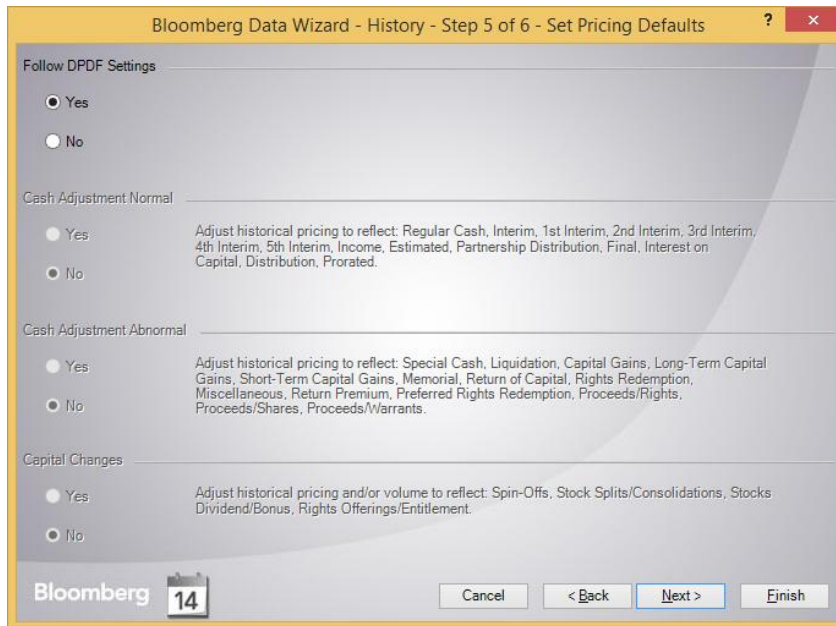 Bloomberg Data Wizard - History - Step 5 of 6 - Set Pricing Defaults
?
×
Follow DPDF Settings
Yes
No
Cash Adjustment Normal
Yes
Adjust historical pricing to reflect: Regular Cash, Interim, 1st Interim, 2nd Interim, 3rd Interim,
4th Interim, 5th Interim, Income, Estimated, Partnership Distribution, Final, Interest on
Capital, Distribution, Prorated.
No
Cash Adjustment Abnormal
Yes
Adjust historical pricing to reflect: Special Cash, Liquidation, Capital Gains, Long-Term Capital
Gains, Short-Term Capital Gains, Memorial, Return of Capital, Rights Redemption,
Miscellaneous, Return Premium, Preferred Rights Redemption, Proceeds/Rights,
Proceeds/Shares, Proceeds/Warrants.
No
Capital Changes
Yes
Adjust historical pricing and/or volume to reflect: Spin-Offs, Stock Splits/Consolidations, Stocks
Dividend/Bonus, Rights Offerings/Entitlement.
No
Bloomberg
14
Cancel
< Back
Next >
Finish